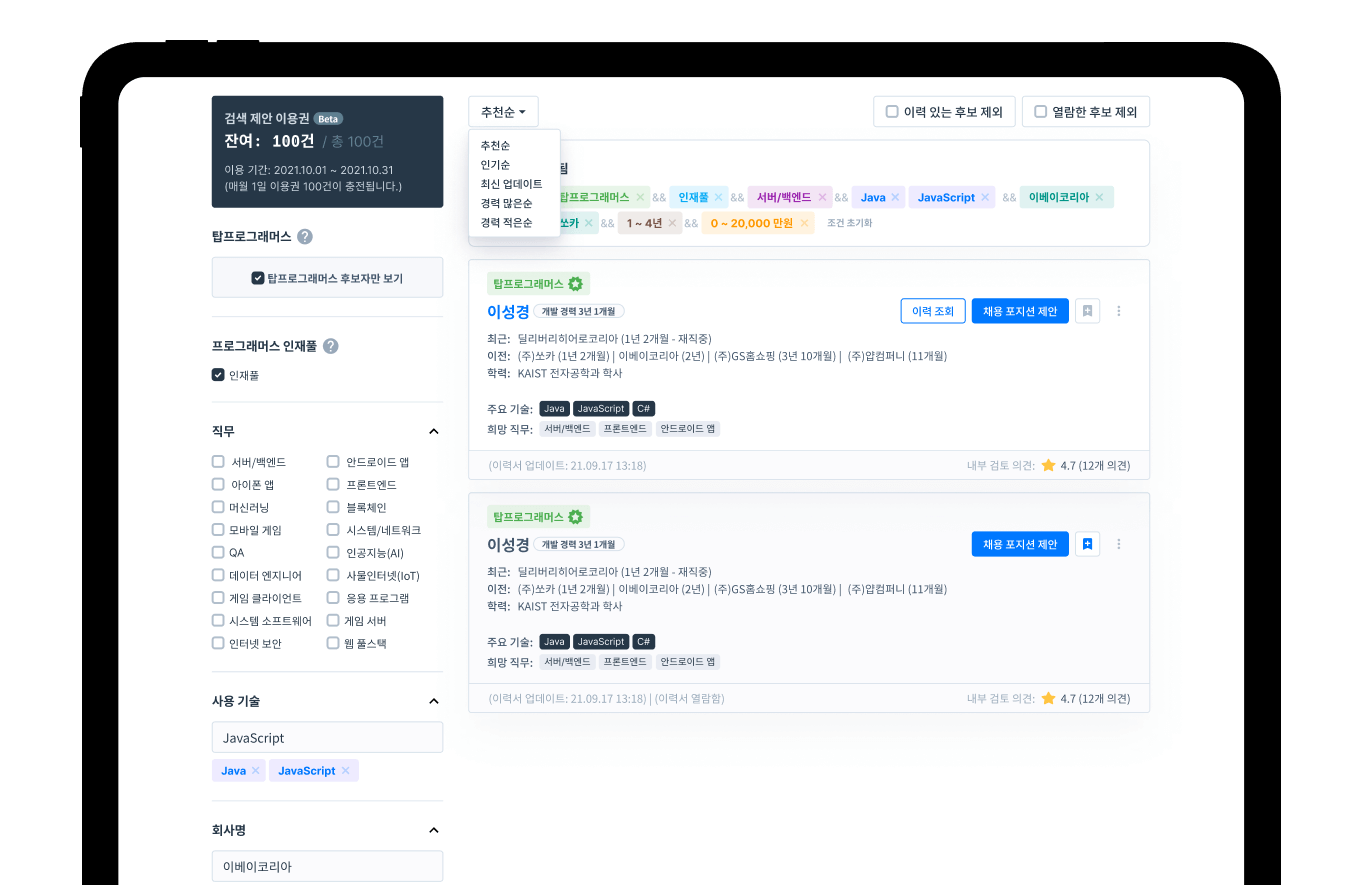 검색 제안 이용권 Beta
잔여: 100건 / 총 100건
이용 기간: 2021.10.01 ~ 2021.10.31
(매월 1일 이용권 100건이 충전됩니다.)
탑프로그래머스 ?
탑프로그래머스 후보자만 보기
프로그래머스 인재풀 ?
인재풀
직무
서버/백엔드 안드로이드 앱
아이폰 앱 프론트엔드
머신러닝 블록체인
모바일 게임 시스템/네트워크
QA 인공지능(AI)
데이터 엔지니어 사물인터넷(IoT)
게임 클라이언트 응용 프로그램
시스템 소프트웨어 게임 서버
인터넷 보안 웹 풀스택
사용 기술
JavaScript
Java × JavaScript ×
회사명
이베이코리아
추천순
이력 있는 후보 제외 열람한 후보 제외
추천순
인기순
최신 업데이트
경력 많은순
경력 적은순
탑프로그래머스 × && 인재풀 × && 서버/백엔드 × && Java × JavaScript × && 이베이코리아 ×
쏘카 × && 1 ~ 4년 × && 0 ~ 20,000 만원 × 조건 초기화
탑프로그래머스
이성경 개발 경력 3년 1개월 이력 조회 채용 포지션 제안
최근: 딜리버리히어로코리아 (1년 2개월 - 재직중)
이전: (주)쏘카 (1년 2개월) | 이베이코리아 (2년) | (주)GS홈쇼핑 (3년 10개월) | (주)얍컴퍼니 (11개월)
학력: KAIST 전자공학과 학사
주요 기술: Java JavaScript C#
희망 직무: 서버/백엔드 프론트엔드 안드로이드 앱
(이력서 업데이트: 21.09.17 13:18) 내부 검토 의견: 4.7 (12개 의견)
탑프로그래머스
이성경 개발 경력 3년 1개월 채용 포지션 제안
최근: 딜리버리히어로코리아 (1년 2개월 - 재직중)
이전: (주)쏘카 (1년 2개월) | 이베이코리아 (2년) | (주)GS홈쇼핑 (3년 10개월) | (주)얍컴퍼니 (11개월)
학력: KAIST 전자공학과 학사
주요 기술: Java JavaScript C#
희망 직무: 서버/백엔드 프론트엔드 안드로이드 앱
(이력서 업데이트: 21.09.17 13:18) | (이력서 열람함) 내부 검토 의견: 4.7 (12개 의견)